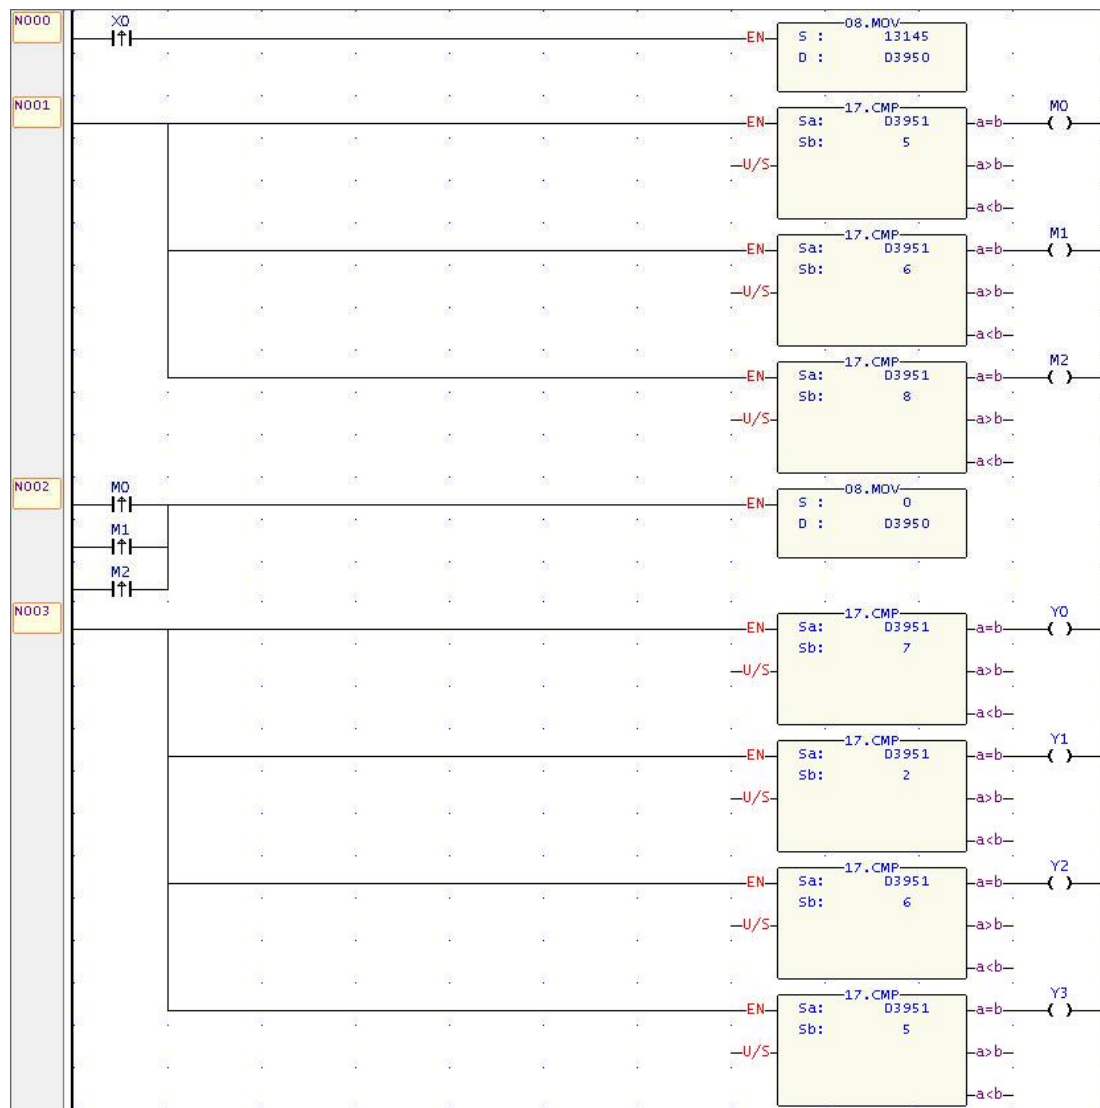 N000 X0 08.MOV
EN S : 13145
D : D3950
N001 17.CMP M0
EN Sa: D3951 a=b
Sb: 5
U/S a>b
a<b
17.CMP M1
EN Sa: D3951 a=b
Sb: 6
U/S a>b
a<b
17.CMP M2
EN Sa: D3951 a=b
Sb: 8
U/S a>b
a<b
N002 M0 08.MOV
EN S : 0
M1 D : D3950
M2
N003 17.CMP Y0
EN Sa: D3951 a=b
Sb: 7
U/S a>b
a<b
17.CMP Y1
EN Sa: D3951 a=b
Sb: 2
U/S a>b
a<b
17.CMP Y2
EN Sa: D3951 a=b
Sb: 6
U/S a>b
a<b
17.CMP Y3
EN Sa: D3951 a=b
Sb: 5
U/S a>b
a<b